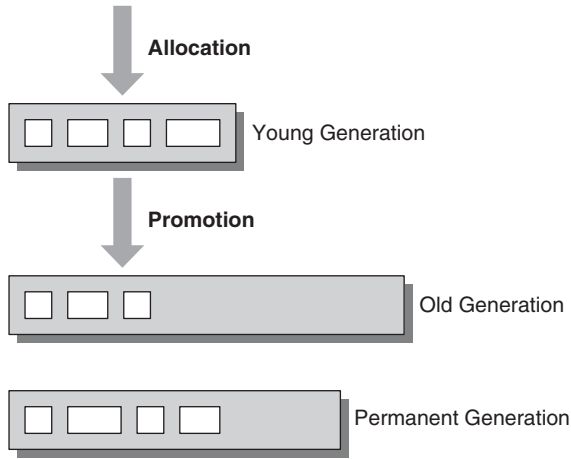 Allocation
Young Generation
Promotion
Old Generation
Permanent Generation